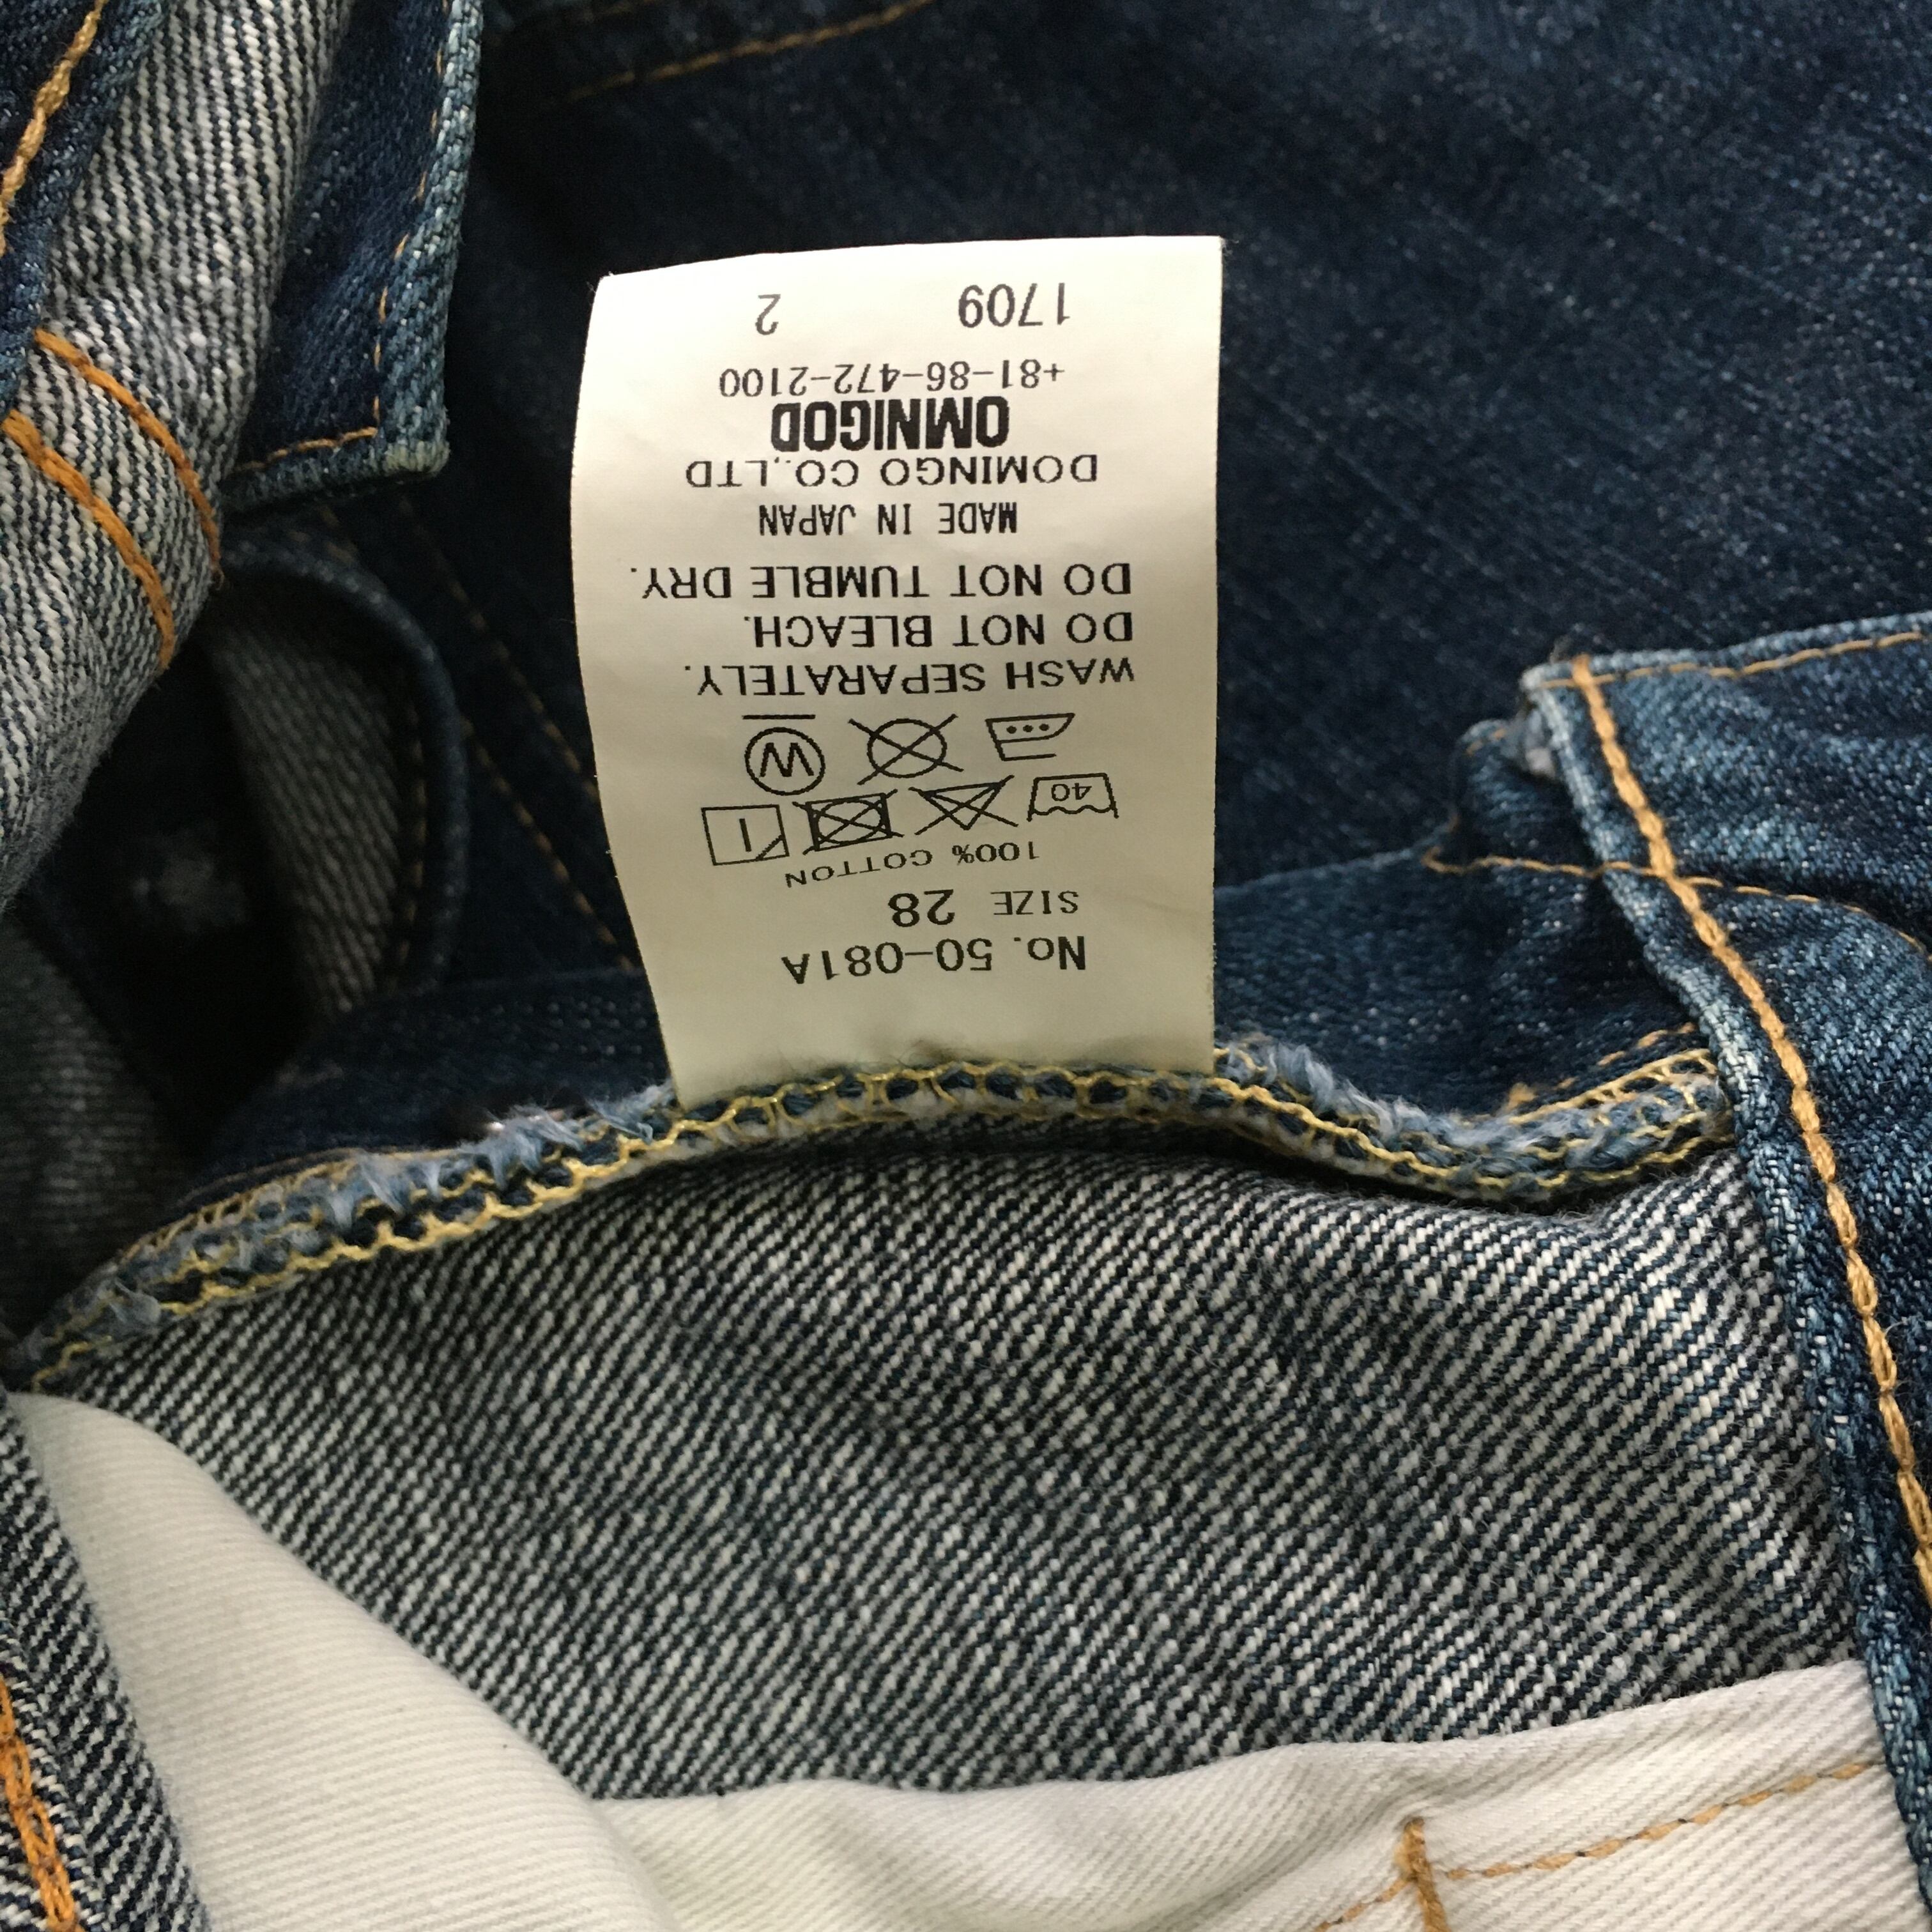 No. 50-081A
SIZE 28
100% COTTON
40
W
WASH SEPARATELY.
DO NOT BLEACH.
DO NOT TUMBLE DRY.
MADE IN JAPAN
DOMINGO CO.,LTD
OMNIGOD
+81-86-472-2100
1709 2